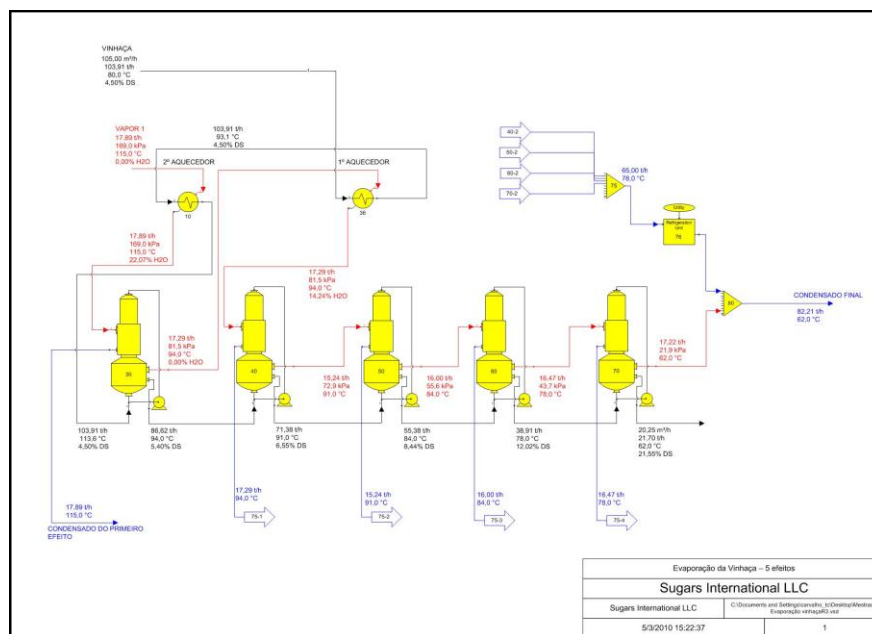 VINHAÇA
105,00 m³/h
103,91 t/h
80,0 °C
4,50% DS
VAPOR 1
17,89 t/h
169,0 kPa
115,0 °C
0,00% H2O
2º AQUECEDOR
10
103,91 t/h
93,1 °C
4,50% DS
1º AQUECEDOR
36
40-2
50-2
60-2
70-2
75
65,00 t/h
78,0 °C
Refrigeration
Unit
76
80
CONDENSADO FINAL
82,21 t/h
62,0 °C
17,89 t/h
169,0 kPa
115,0 °C
22,07% H2O
17,29 t/h
81,5 kPa
94,0 °C
14,24% H2O
17,29 t/h
81,5 kPa
94,0 °C
0,00% H2O
40
15,24 t/h
72,9 kPa
91,0 °C
50
16,00 t/h
55,6 kPa
84,0 °C
60
16,47 t/h
43,7 kPa
78,0 °C
70
17,22 t/h
21,9 kPa
62,0 °C
103,91 t/h
113,6 °C
4,50% DS
86,62 t/h
94,0 °C
5,40% DS
71,38 t/h
91,0 °C
6,55% DS
55,38 t/h
84,0 °C
8,44% DS
38,91 t/h
78,0 °C
12,02% DS
20,25 m³/h
21,70 t/h
62,0 °C
21,55% DS
17,89 t/h
115,0 °C
CONDENSADO DO PRIMEIRO
EFEITO
17,29 t/h
94,0 °C
75-1
15,24 t/h
91,0 °C
75-2
16,00 t/h
84,0 °C
75-3
16,47 t/h
78,0 °C
75-4
Evaporação da Vinhaça – 5 efeitos
Sugars International LLC
Sugars International LLC
C:\Documents and Settings\carvalho_tc\Desktop\Mestrado
Evaporação vinhaçaR3.vsd
5/3/2010 15:22:37
1